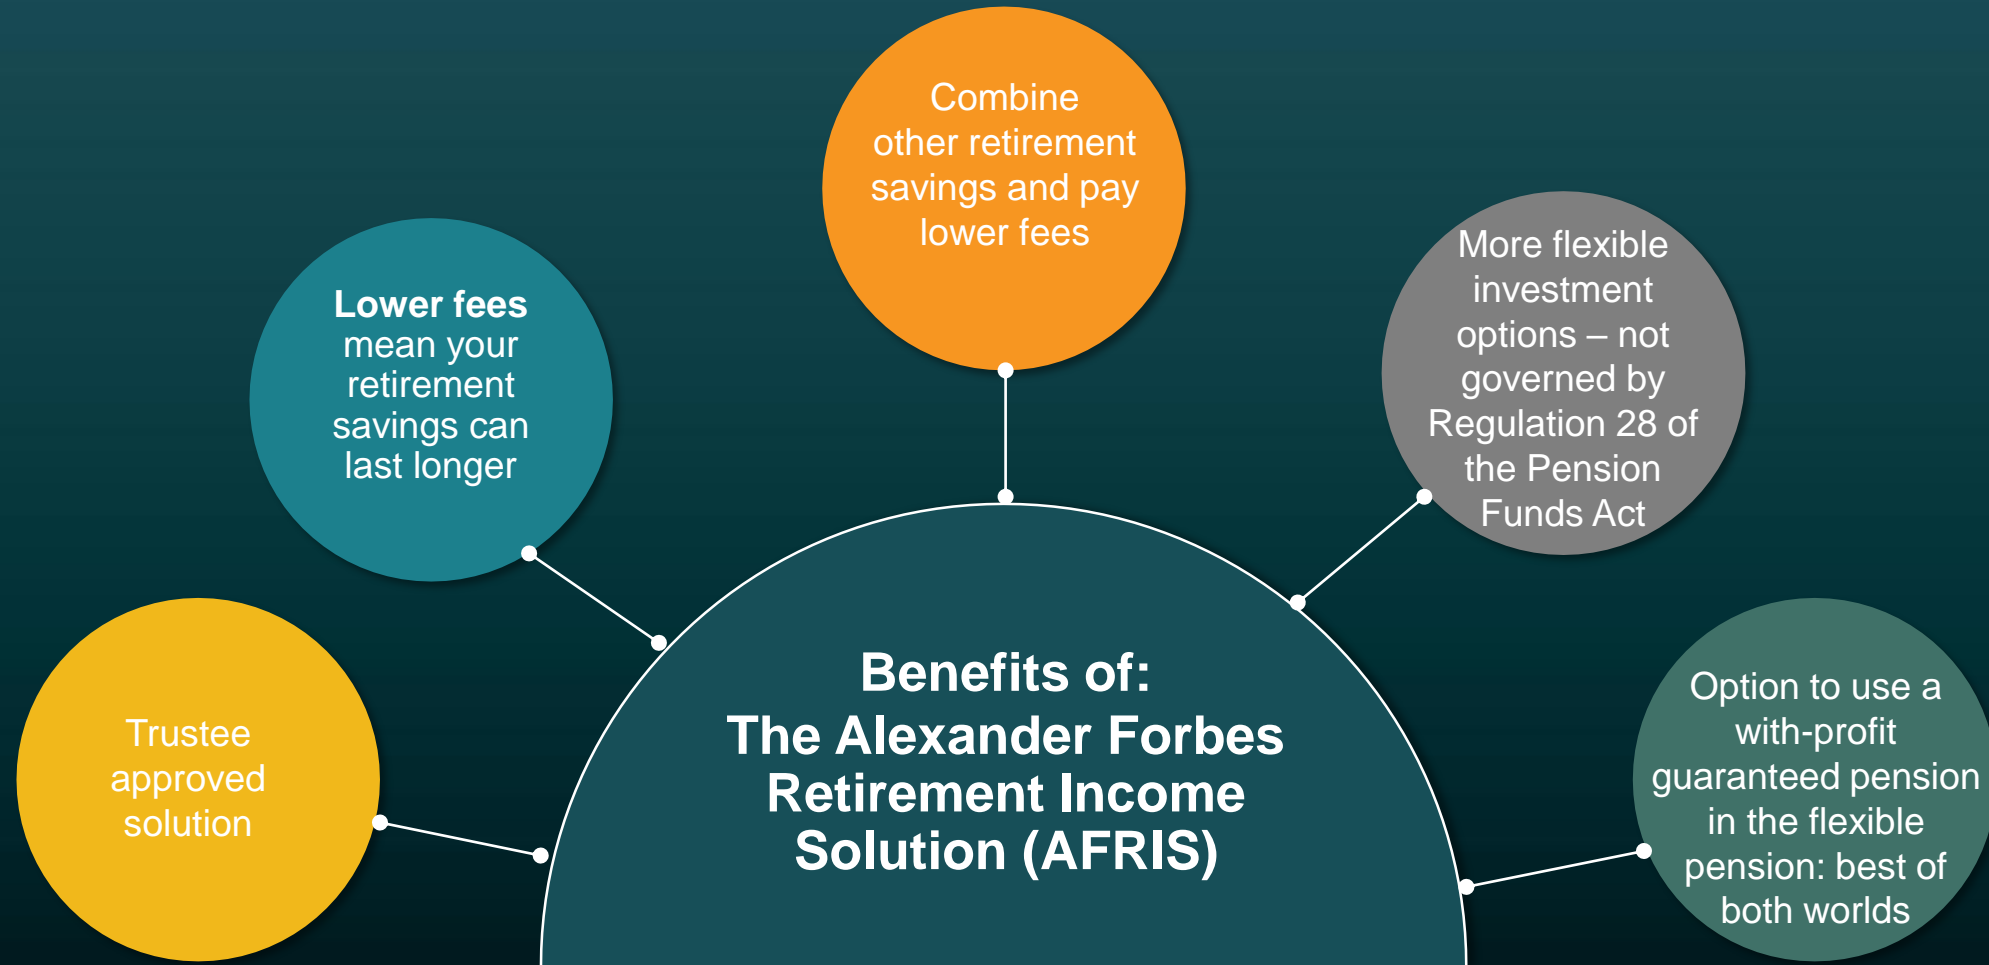 Combine
other retirement
savings and pay
lower fees
Lower fees
mean your
retirement
savings can
last longer
More flexible
investment
options – not
governed by
Regulation 28 of
the Pension
Funds Act
Trustee
approved
solution
Benefits of:
The Alexander Forbes
Retirement Income
Solution (AFRIS)
Option to use a
with-profit
guaranteed pension
in the flexible
pension: best of
both worlds